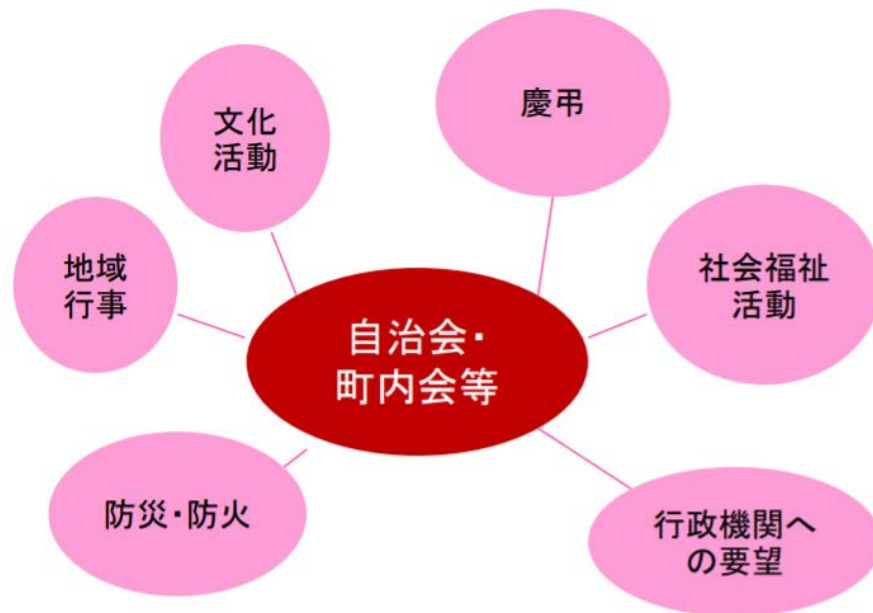 文化
活動
慶弔
地域
行事
社会福祉
活動
自治会・
町内会等
防災・防火
行政機関へ
の要望